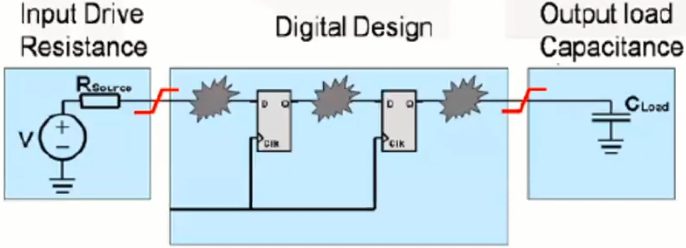 Input Drive
Resistance
Digital Design
Output load
Capacitance
RSource
V
D Q
Clk
D Q
Clk
CLoad